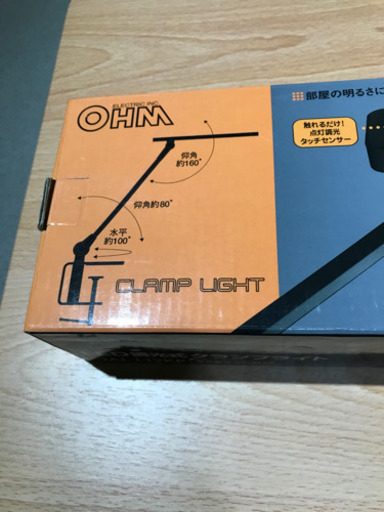 ELECTRIC INC.
OHM
部屋の明るさに
触れるだけ!
点灯調光
タッチセンサー
仰角
約160°
仰角約80°
水平
約100°
CLAMP LIGHT